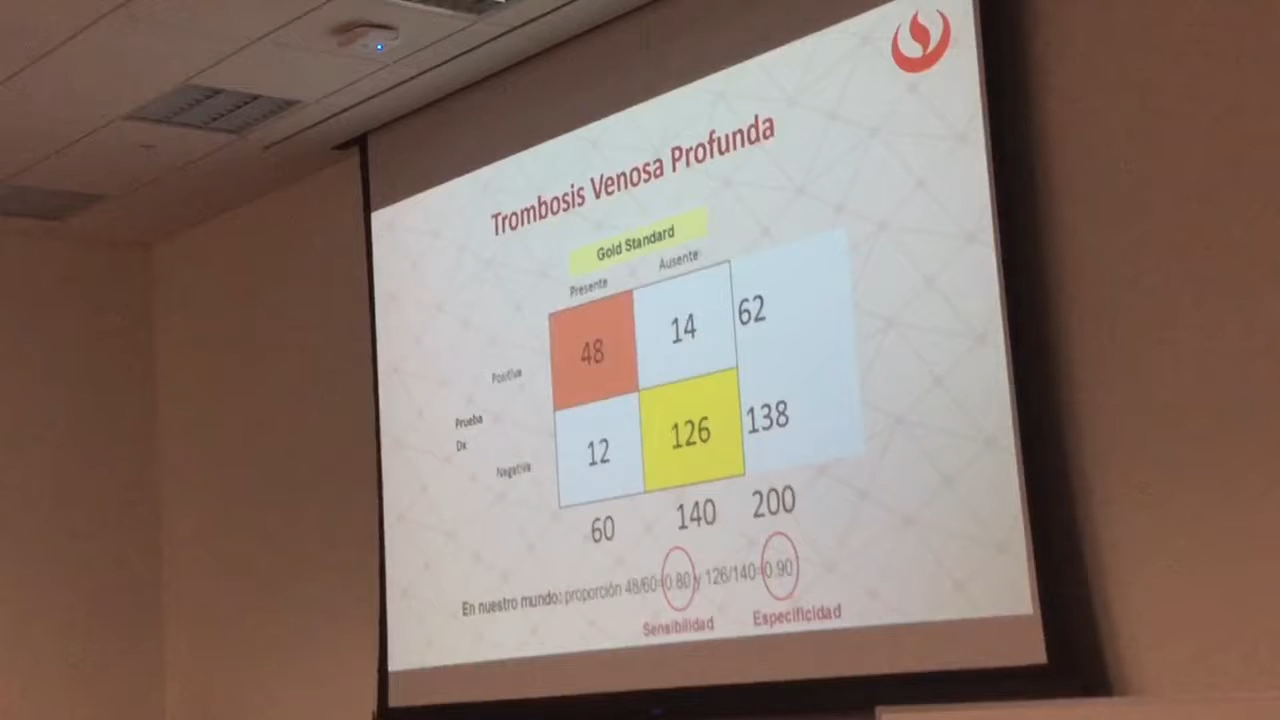 Trombosis Venosa Profunda
Gold Standard
Presente Ausente
48 14 62
Positiva
Prueba
Dx
Negativa
12 126 138
60 140 200
En nuestro mundo: proporción 48/60=0.80 y 126/140=0.90
Sensibilidad Especificidad